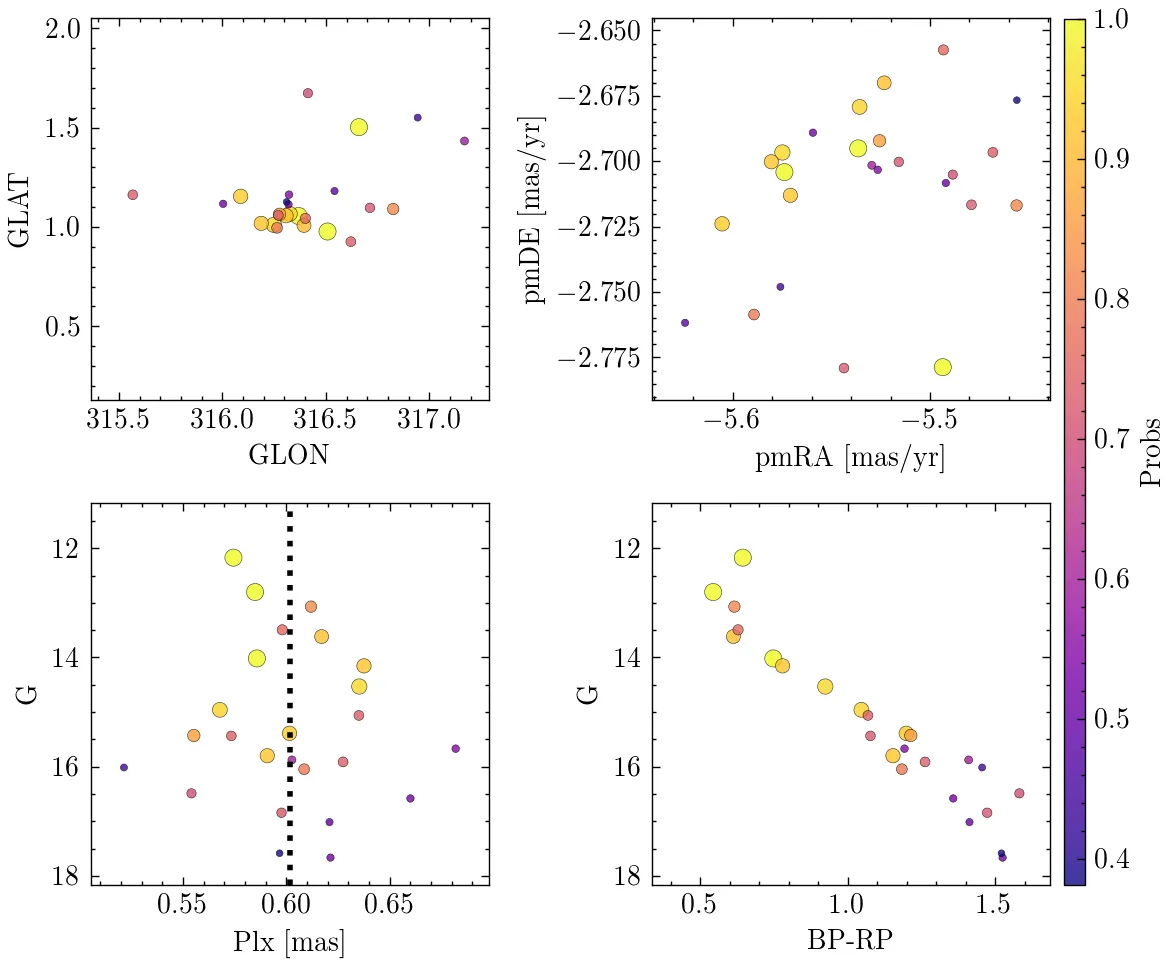 2.0
1.5
1.0
0.5
GLAT
315.5 316.0 316.5 317.0
GLON
−2.650
−2.675
−2.700
−2.725
−2.750
−2.775
pmDE [mas/yr]
−5.6 −5.5
pmRA [mas/yr]
12
14
16
18
G
0.55 0.60 0.65
Plx [mas]
12
14
16
18
G
0.5 1.0 1.5
BP-RP
1.0
0.9
0.8
0.7
0.6
0.5
0.4
Probs